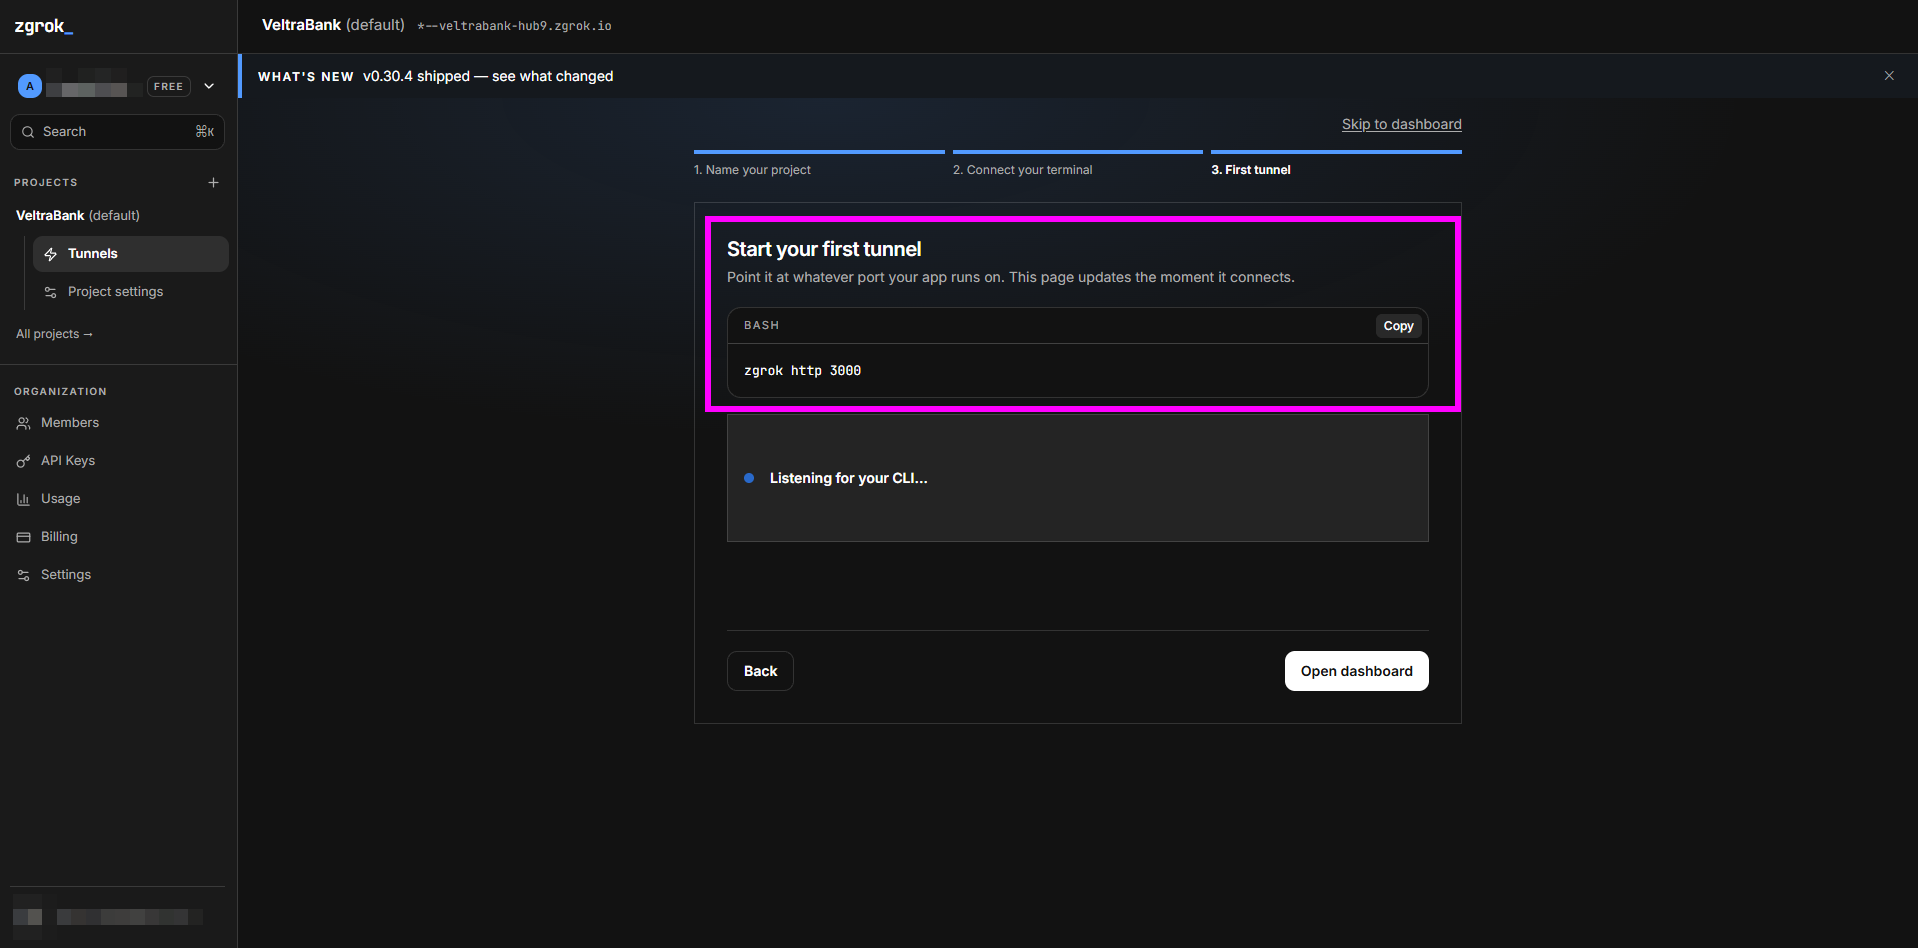 zgrok_
VeltraBank (default) *--veltrabank-hub9.zgrok.io
A FREE
WHAT'S NEW v0.30.4 shipped — see what changed
Search ⌘K
PROJECTS
VeltraBank (default)
Tunnels
Project settings
All projects →
ORGANIZATION
Members
API Keys
Usage
Billing
Settings
Skip to dashboard
1. Name your project
2. Connect your terminal
3. First tunnel
Start your first tunnel
Point it at whatever port your app runs on. This page updates the moment it connects.
BASH
Copy
zgrok http 3000
Listening for your CLI...
Back
Open dashboard